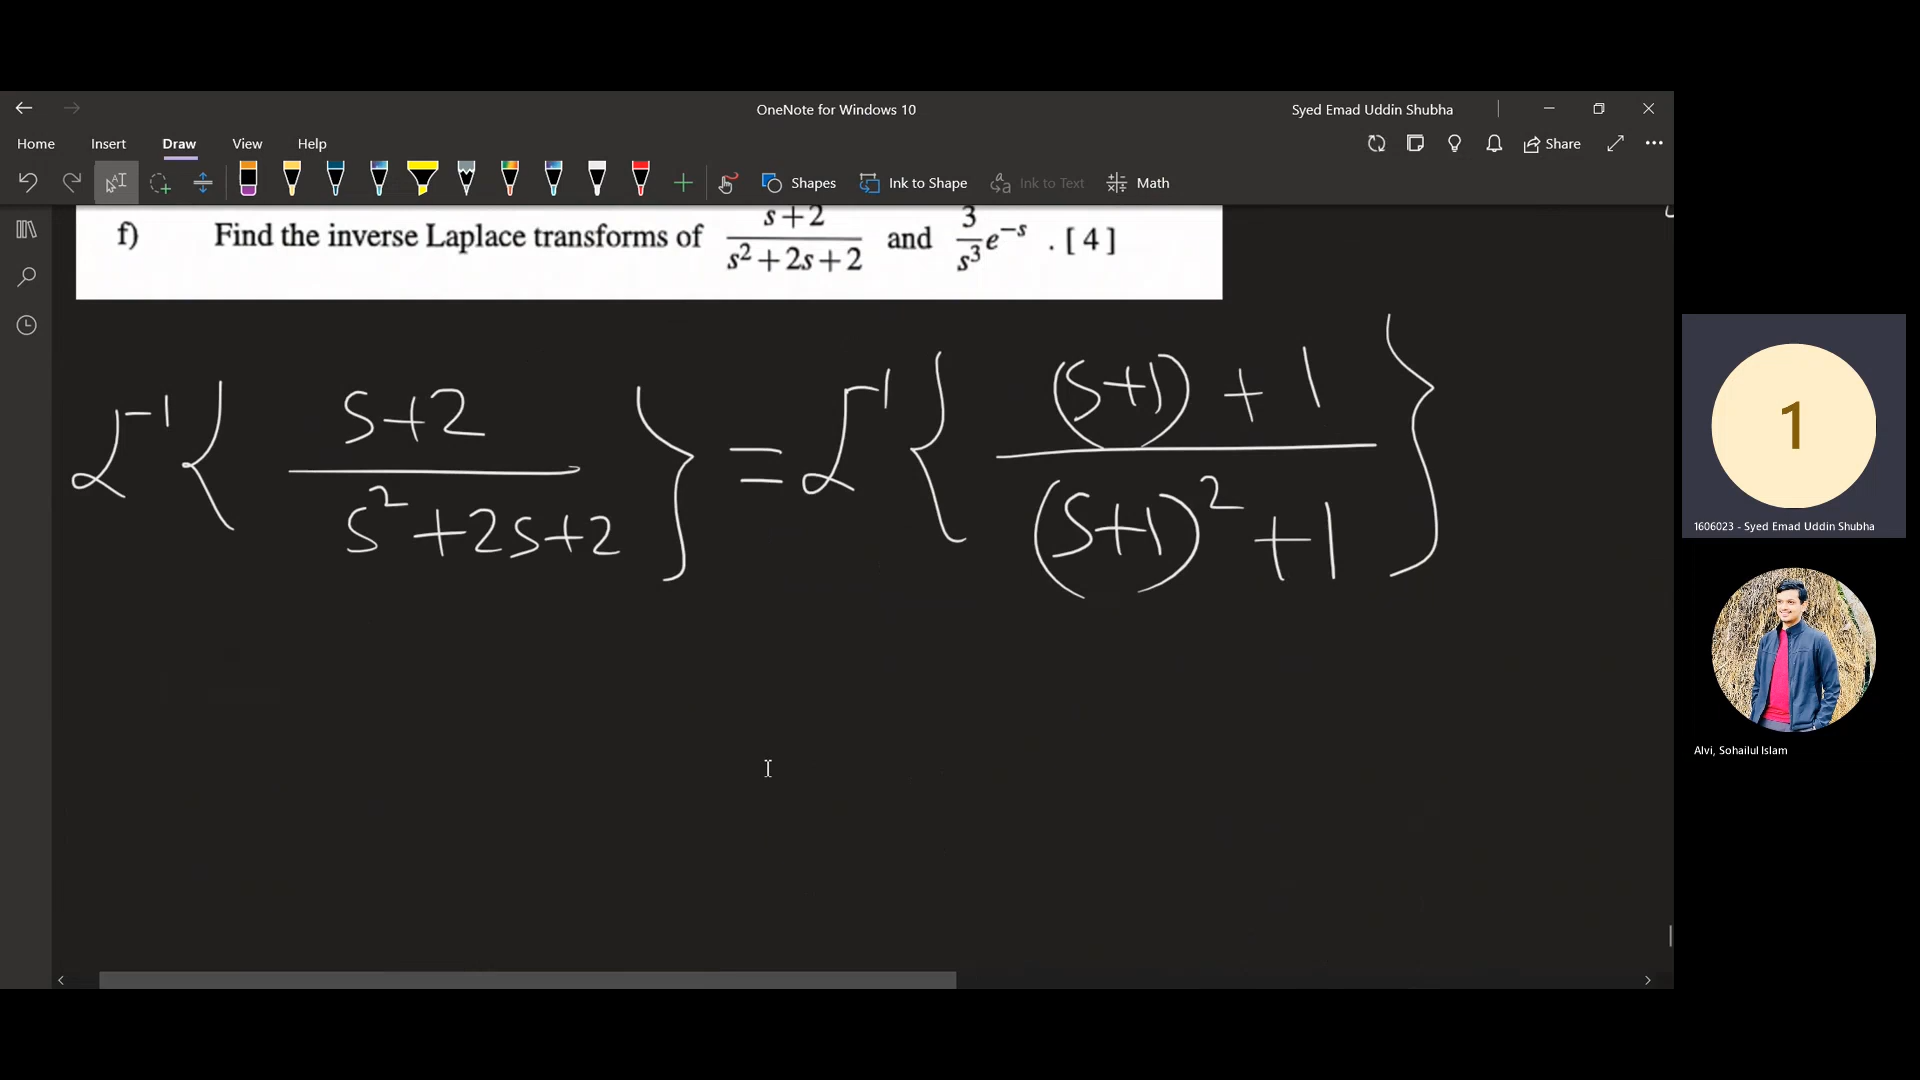 OneNote for Windows 10
Syed Emad Uddin Shubha
Home Insert Draw View Help
Share
Shapes Ink to Shape Ink to Text Math
f) Find the inverse Laplace transforms of (s+2)/(s²+2s+2) and 3/s³ e⁻ˢ . [ 4 ]
ℒ⁻¹{ (s+2)/(s²+2s+2) } = ℒ⁻¹{ ((s+1)+1)/((s+1)²+1) }
1
1606023 - Syed Emad Uddin Shubha
Alvi, Sohailul Islam